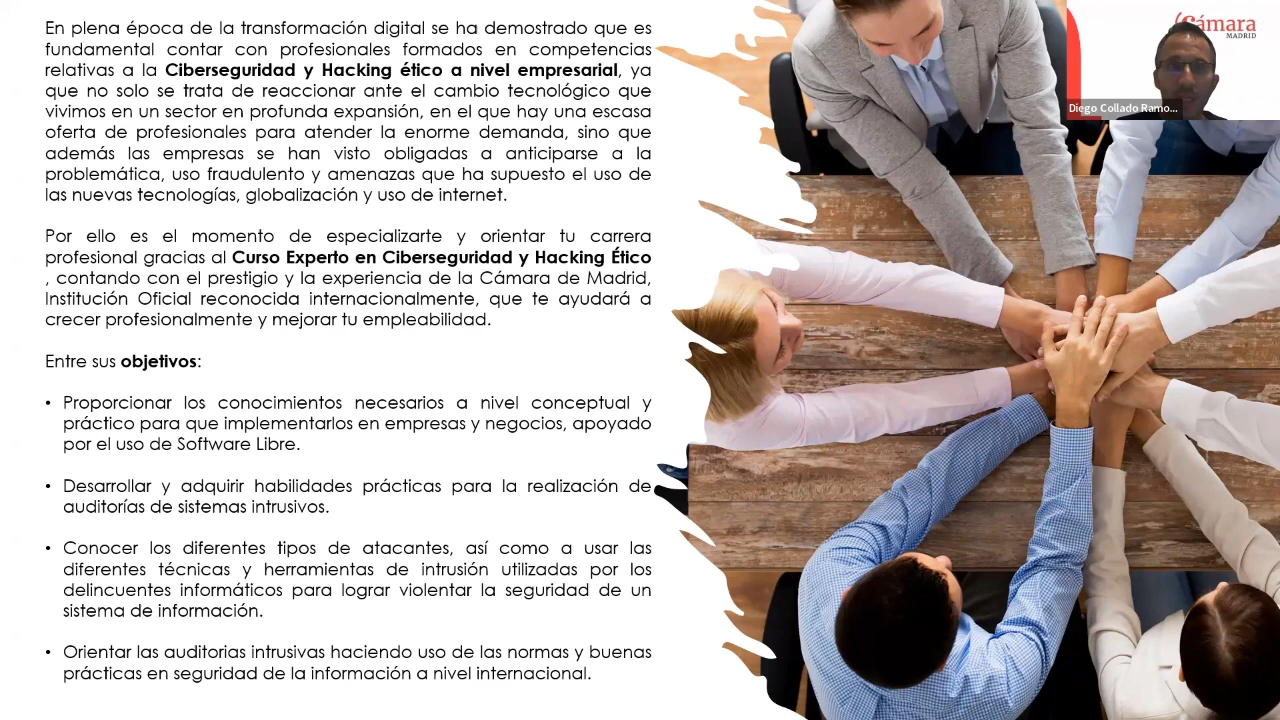 En plena época de la transformación digital se ha demostrado que es
fundamental contar con profesionales formados en competencias
relativas a la Ciberseguridad y Hacking ético a nivel empresarial, ya
que no solo se trata de reaccionar ante el cambio tecnológico que
vivimos en un sector en profunda expansión, en el que hay una escasa
oferta de profesionales para atender la enorme demanda, sino que
además las empresas se han visto obligadas a anticiparse a la
problemática, uso fraudulento y amenazas que ha supuesto el uso de
las nuevas tecnologías, globalización y uso de internet.
Por ello es el momento de especializarte y orientar tu carrera
profesional gracias al Curso Experto en Ciberseguridad y Hacking Ético
, contando con el prestigio y la experiencia de la Cámara de Madrid,
Institución Oficial reconocida internacionalmente, que te ayudará a
crecer profesionalmente y mejorar tu empleabilidad.
Entre sus objetivos:
• Proporcionar los conocimientos necesarios a nivel conceptual y
práctico para que implementarlos en empresas y negocios, apoyado
por el uso de Software Libre.
• Desarrollar y adquirir habilidades prácticas para la realización de
auditorías de sistemas intrusivos.
• Conocer los diferentes tipos de atacantes, así como a usar las
diferentes técnicas y herramientas de intrusión utilizadas por los
delincuentes informáticos para lograr violentar la seguridad de un
sistema de información.
• Orientar las auditorias intrusivas haciendo uso de las normas y buenas
prácticas en seguridad de la información a nivel internacional.
Cámara
MADRID
Diego Collado Ramo...